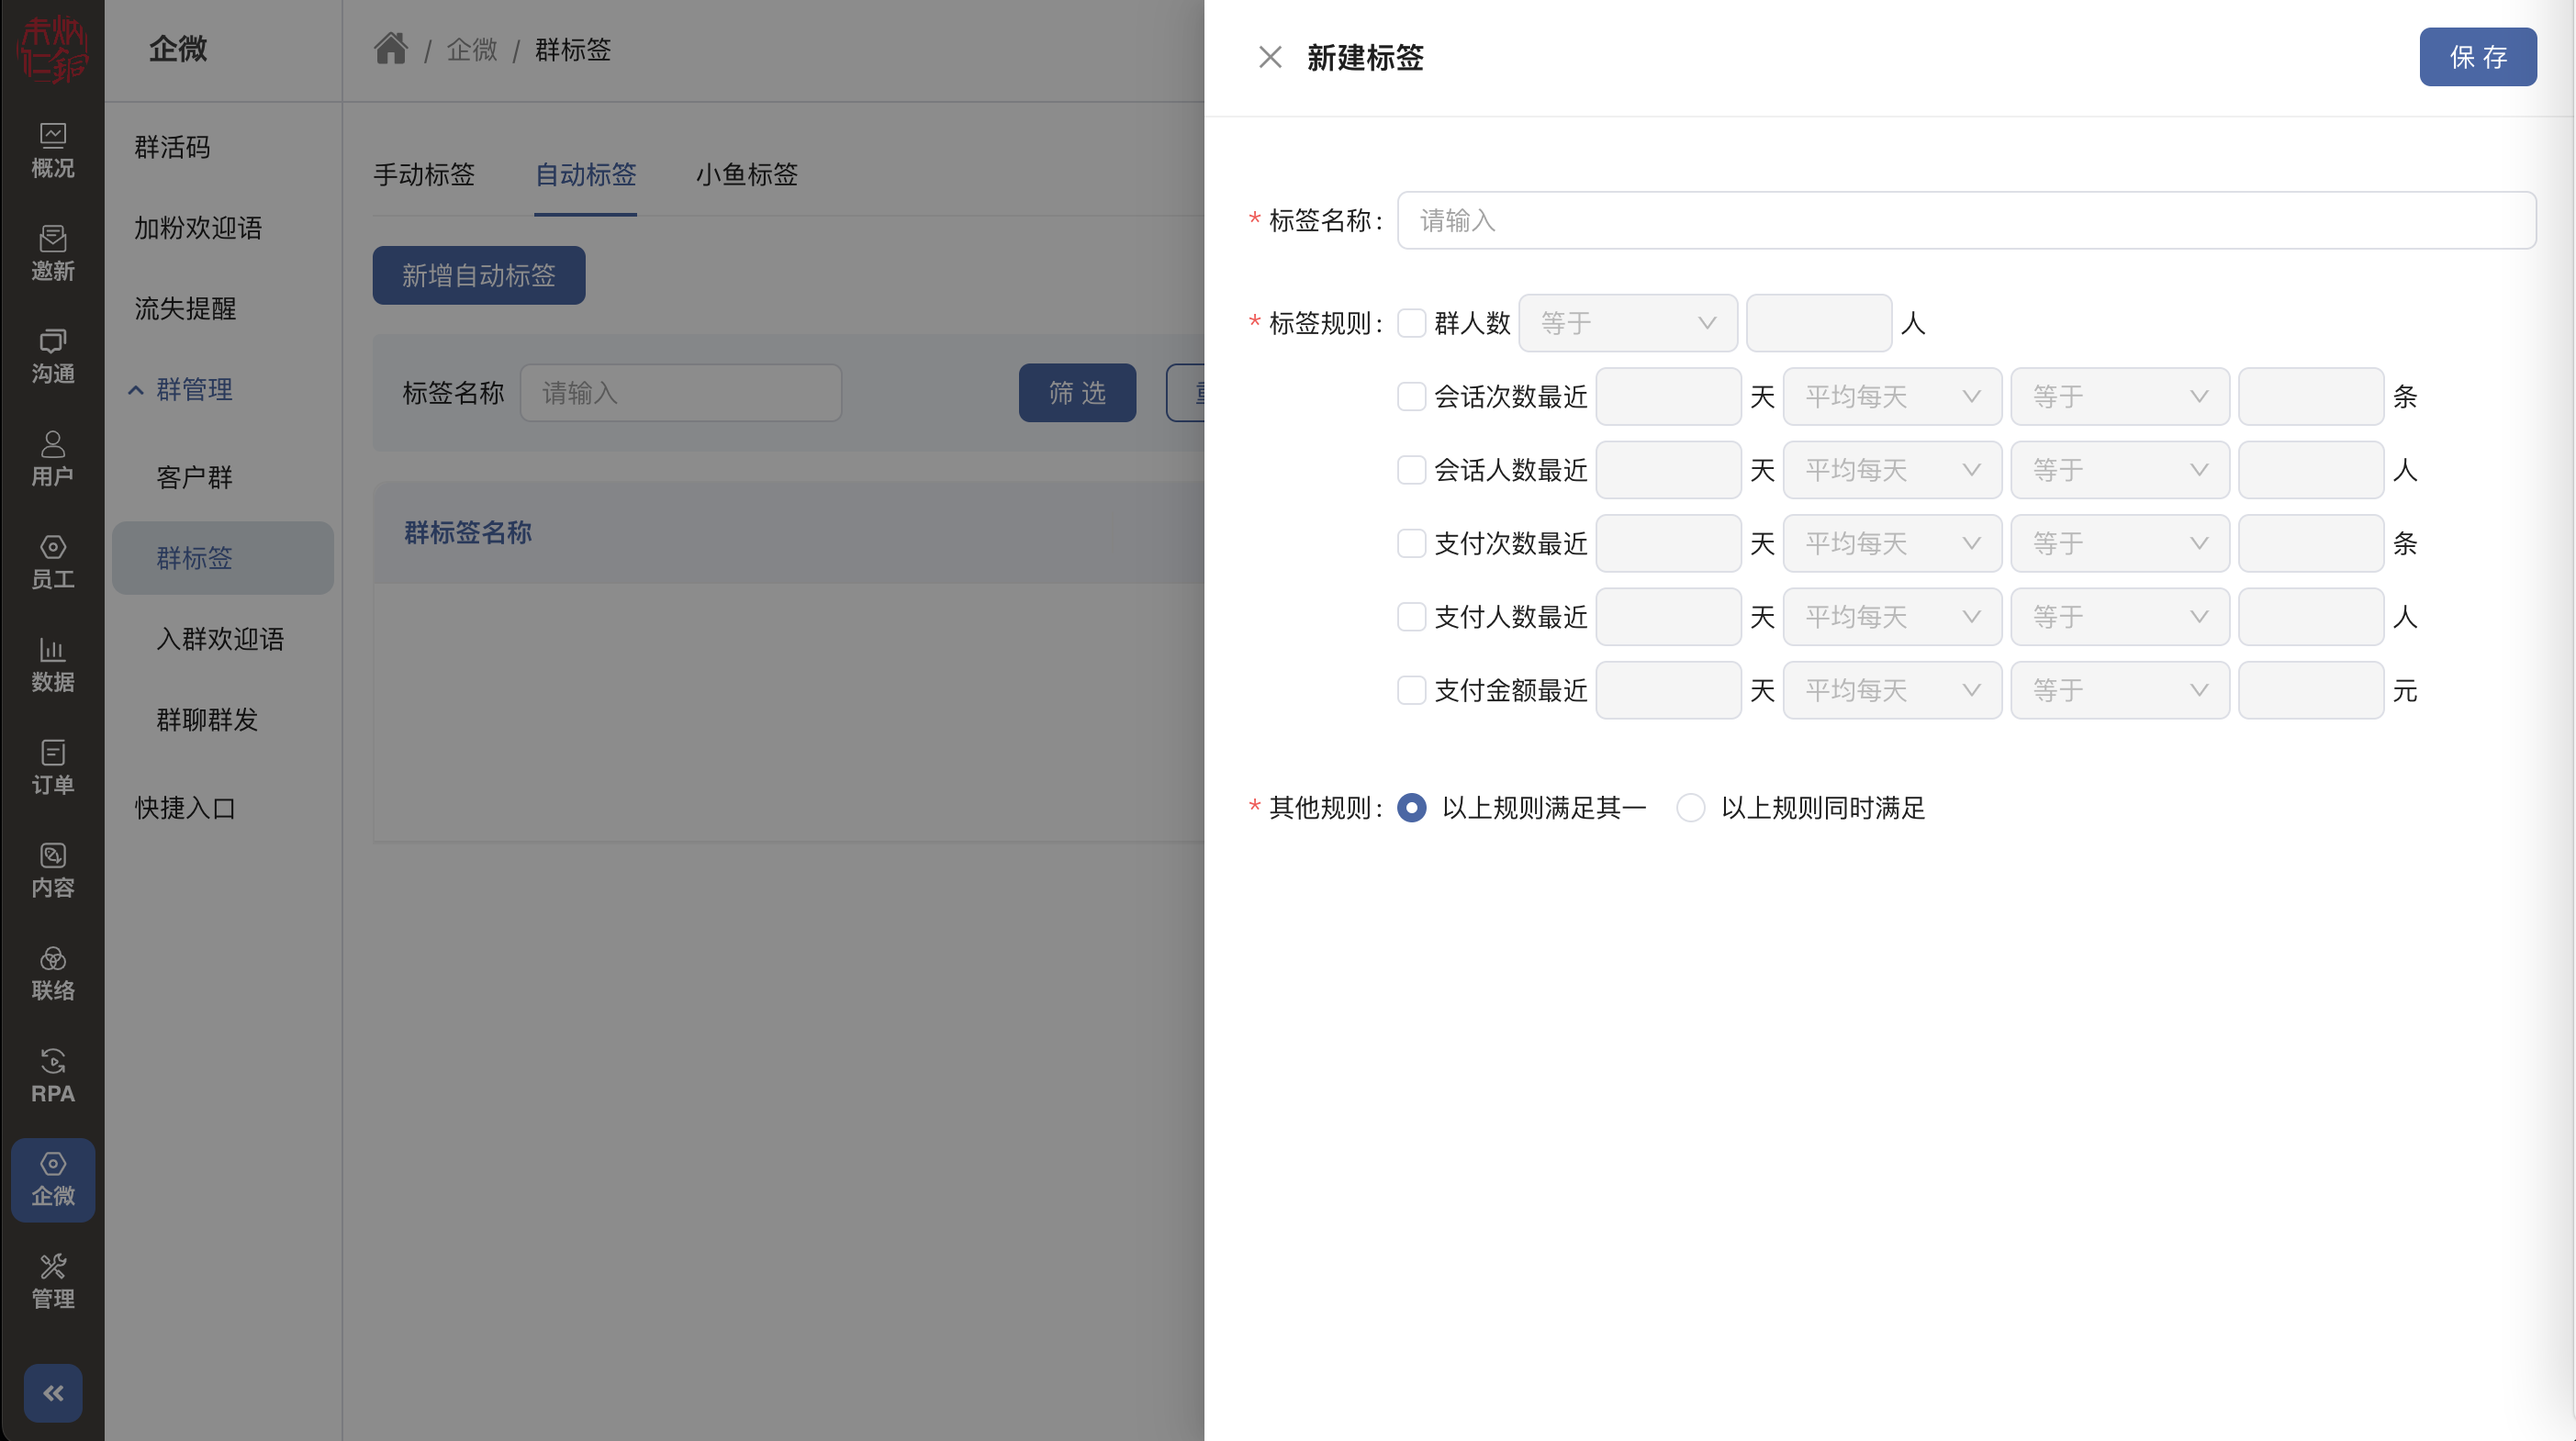 未炳
仁銅
概况
邀新
沟通
用户
员工
数据
订单
内容
联络
RPA
企微
管理
企微
群活码
加粉欢迎语
流失提醒
群管理
客户群
群标签
入群欢迎语
群聊群发
快捷入口
/ 企微 / 群标签
手动标签 自动标签 小鱼标签
新增自动标签
标签名称 请输入 筛 选
群标签名称
新建标签 保 存
* 标签名称: 请输入
* 标签规则: 群人数 等于 人
会话次数最近 天 平均每天 等于 条
会话人数最近 天 平均每天 等于 人
支付次数最近 天 平均每天 等于 条
支付人数最近 天 平均每天 等于 人
支付金额最近 天 平均每天 等于 元
* 其他规则: 以上规则满足其一 以上规则同时满足